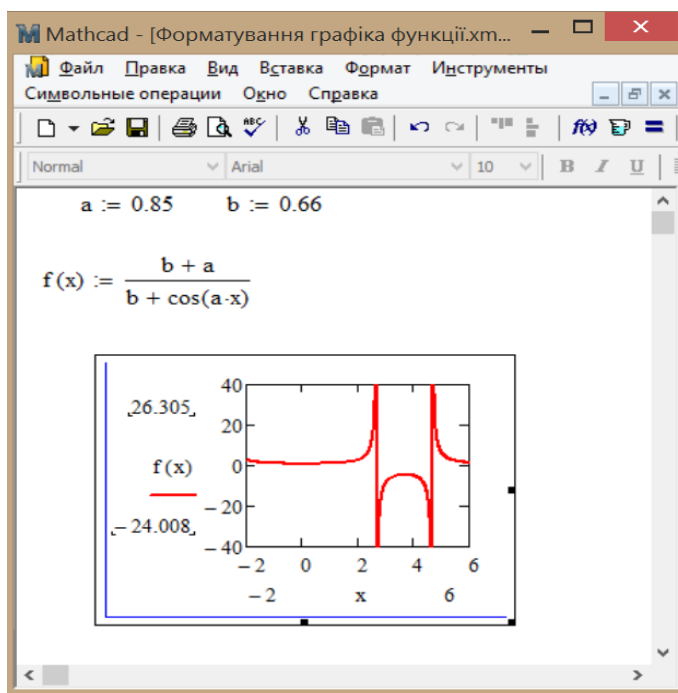 Mathcad - [Форматування графіка функції.xm...
Файл Правка Вид Вставка Формат Инструменты
Символьные операции Окно Справка
ABC f(x)
Normal Arial 10 B I U
a := 0.85 b := 0.66
f(x) := (b + a)/(b + cos(a·x))
40
26.305
20
f(x) 0
-20
-24.008
-40
-2 0 2 4 6
-2 x 6